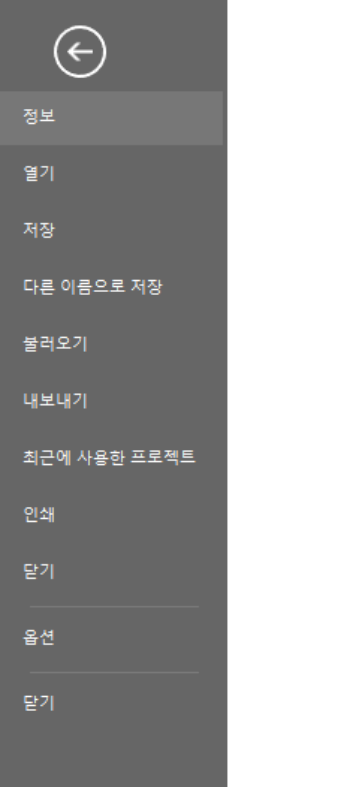 정보
열기
저장
다른 이름으로 저장
불러오기
내보내기
최근에 사용한 프로젝트
인쇄
닫기
옵션
닫기